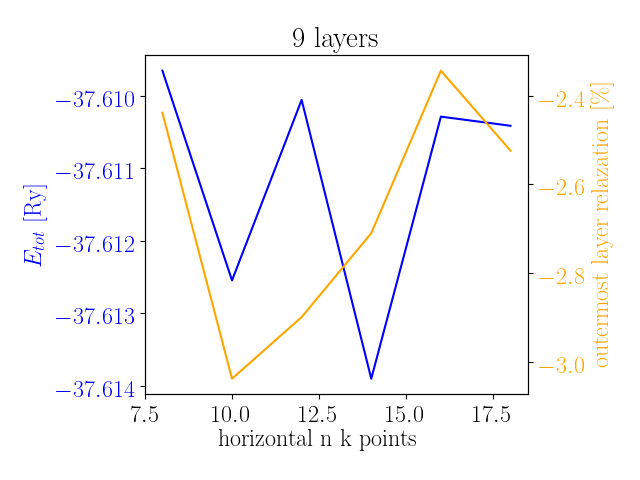 9 layers
−37.610
−37.611
−37.612
−37.613
−37.614
E_tot [Ry]
−2.4
−2.6
−2.8
−3.0
outermost layer relazation [%]
7.5 10.0 12.5 15.0 17.5
horizontal n k points